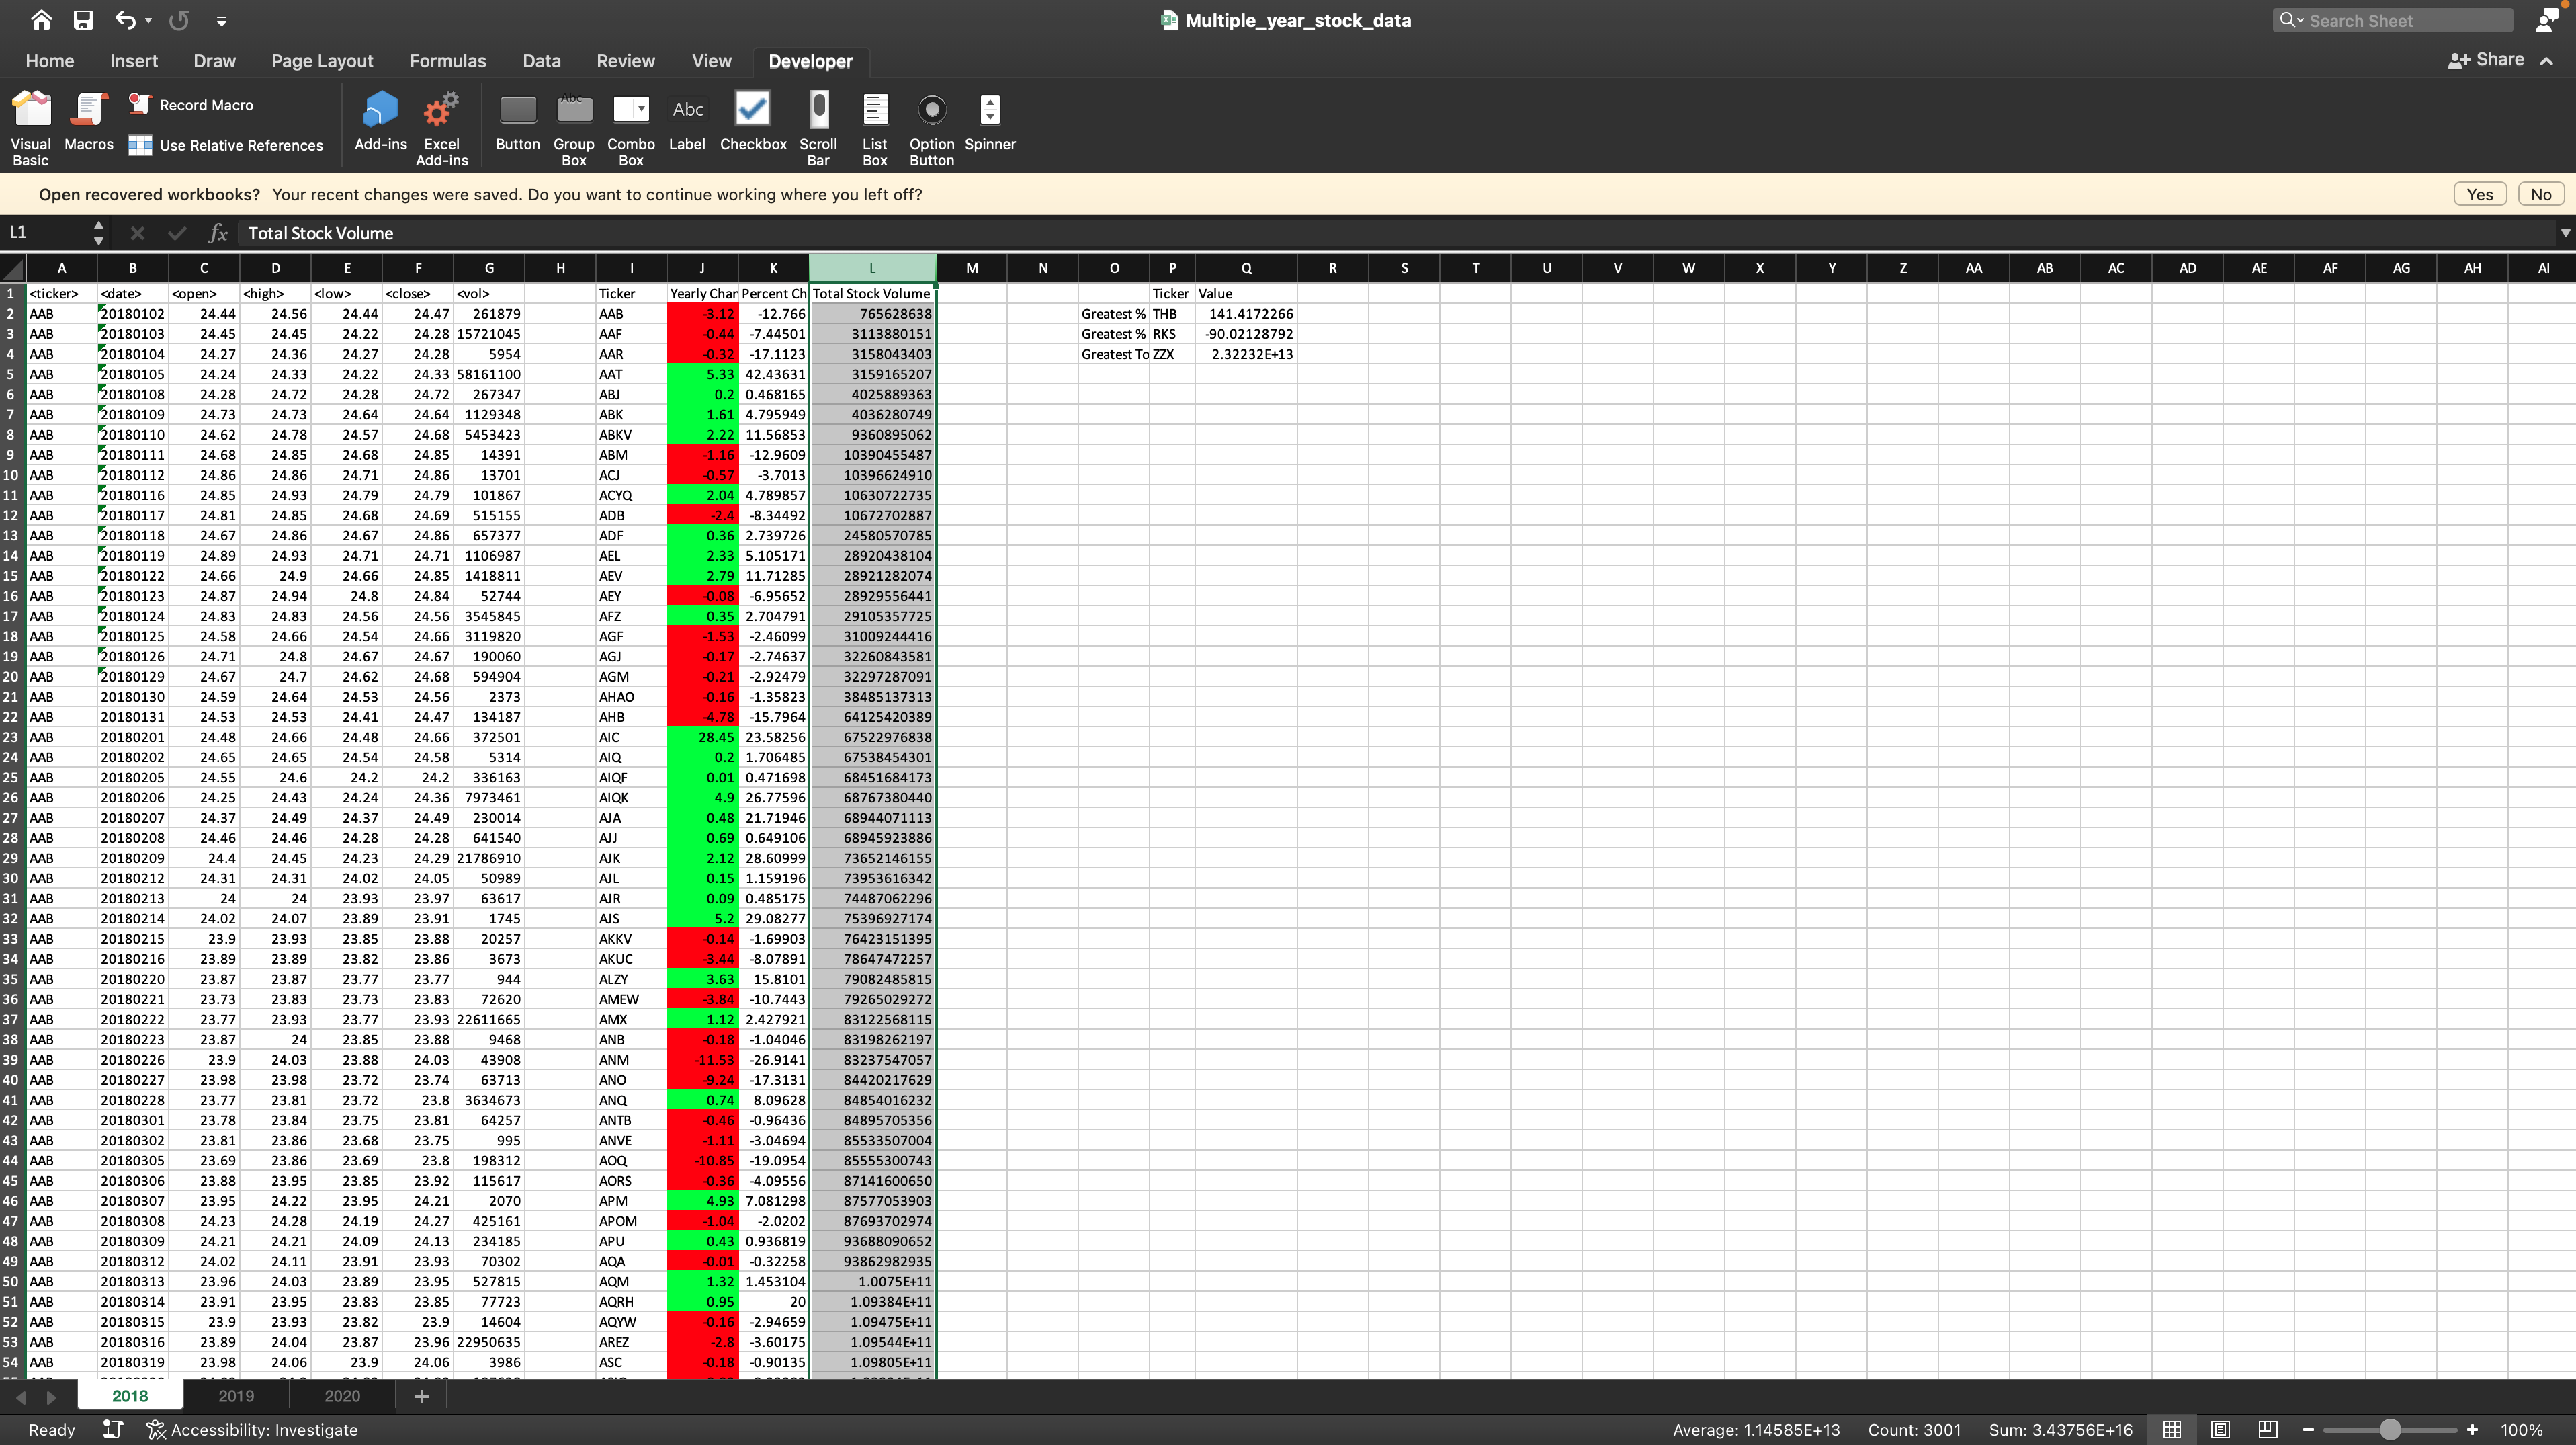 Multiple_year_stock_data
Search Sheet
Home Insert Draw Page Layout Formulas Data Review View Developer
Share
Visual Basic
Macros
Record Macro
Use Relative References
Add-ins
Excel Add-ins
Button
Group Box
Combo Box
Label
Checkbox
Scroll Bar
List Box
Option Button
Spinner
Abc
Abc
Open recovered workbooks? Your recent changes were saved. Do you want to continue working where you left off? Yes No
L1 fx Total Stock Volume
A B C D E F G H I J K L M N O P Q R S T U V W X Y Z AA AB AC AD AE AF AG AH AI
1 <ticker> <date> <open> <high> <low> <close> <vol> Ticker Yearly Char Percent Ch Total Stock Volume Ticker Value
2 AAB 20180102 24.44 24.56 24.44 24.47 261879 AAB -3.12 -12.766 765628638 Greatest % THB 141.4172266
3 AAB 20180103 24.45 24.45 24.22 24.28 15721045 AAF -0.44 -7.44501 3113880151 Greatest % RKS -90.02128792
4 AAB 20180104 24.27 24.36 24.27 24.28 5954 AAR -0.32 -17.1123 3158043403 Greatest To ZZX 2.32232E+13
5 AAB 20180105 24.24 24.33 24.22 24.33 58161100 AAT 5.33 42.43631 3159165207
6 AAB 20180108 24.28 24.72 24.28 24.72 267347 ABJ 0.2 0.468165 4025889363
7 AAB 20180109 24.73 24.73 24.64 24.64 1129348 ABK 1.61 4.795949 4036280749
8 AAB 20180110 24.62 24.78 24.57 24.68 5453423 ABKV 2.22 11.56853 9360895062
9 AAB 20180111 24.68 24.85 24.68 24.85 14391 ABM -1.16 -12.9609 10390455487
10 AAB 20180112 24.86 24.86 24.71 24.86 13701 ACJ -0.57 -3.7013 10396624910
11 AAB 20180116 24.85 24.93 24.79 24.79 101867 ACYQ 2.04 4.789857 10630722735
12 AAB 20180117 24.81 24.85 24.68 24.69 515155 ADB -2.4 -8.34492 10672702887
13 AAB 20180118 24.67 24.86 24.67 24.86 657377 ADF 0.36 2.739726 24580570785
14 AAB 20180119 24.89 24.93 24.71 24.71 1106987 AEL 2.33 5.105171 28920438104
15 AAB 20180122 24.66 24.9 24.66 24.85 1418811 AEV 2.79 11.71285 28921282074
16 AAB 20180123 24.87 24.94 24.8 24.84 52744 AEY -0.08 -6.95652 28929556441
17 AAB 20180124 24.83 24.83 24.56 24.56 3545845 AFZ 0.35 2.704791 29105357725
18 AAB 20180125 24.58 24.66 24.54 24.66 3119820 AGF -1.53 -2.46099 31009244416
19 AAB 20180126 24.71 24.8 24.67 24.67 190060 AGJ -0.17 -2.74637 32260843581
20 AAB 20180129 24.67 24.7 24.62 24.68 594904 AGM -0.21 -2.92479 32297287091
21 AAB 20180130 24.59 24.64 24.53 24.56 2373 AHAO -0.16 -1.35823 38485137313
22 AAB 20180131 24.53 24.53 24.41 24.47 134187 AHB -4.78 -15.7964 64125420389
23 AAB 20180201 24.48 24.66 24.48 24.66 372501 AIC 28.45 23.58256 67522976838
24 AAB 20180202 24.65 24.65 24.54 24.58 5314 AIQ 0.2 1.706485 67538454301
25 AAB 20180205 24.55 24.6 24.2 24.2 336163 AIQF 0.01 0.471698 68451684173
26 AAB 20180206 24.25 24.43 24.24 24.36 7973461 AIQK 4.9 26.77596 68767380440
27 AAB 20180207 24.37 24.49 24.37 24.49 230014 AJA 0.48 21.71946 68944071113
28 AAB 20180208 24.46 24.46 24.28 24.28 641540 AJJ 0.69 0.649106 68945923886
29 AAB 20180209 24.4 24.45 24.23 24.29 21786910 AJK 2.12 28.60999 73652146155
30 AAB 20180212 24.31 24.31 24.02 24.05 50989 AJL 0.15 1.159196 73953616342
31 AAB 20180213 24 24 23.93 23.97 63617 AJR 0.09 0.485175 74487062296
32 AAB 20180214 24.02 24.07 23.89 23.91 1745 AJS 5.2 29.08277 75396927174
33 AAB 20180215 23.9 23.93 23.85 23.88 20257 AKKV -0.14 -1.69903 76423151395
34 AAB 20180216 23.89 23.89 23.82 23.86 3673 AKUC -3.44 -8.07891 78647472257
35 AAB 20180220 23.87 23.87 23.77 23.77 944 ALZY 3.63 15.8101 79082485815
36 AAB 20180221 23.73 23.83 23.73 23.83 72620 AMEW -3.84 -10.7443 79265029272
37 AAB 20180222 23.77 23.93 23.77 23.93 22611665 AMX 1.12 2.427921 83122568115
38 AAB 20180223 23.87 24 23.85 23.88 9468 ANB -0.18 -1.04046 83198262197
39 AAB 20180226 23.9 24.03 23.88 24.03 43908 ANM -11.53 -26.9141 83237547057
40 AAB 20180227 23.98 23.98 23.72 23.74 63713 ANO -9.24 -17.3131 84420217629
41 AAB 20180228 23.77 23.81 23.72 23.8 3634673 ANQ 0.74 8.09628 84854016232
42 AAB 20180301 23.78 23.84 23.75 23.81 64257 ANTB -0.46 -0.96436 84895705356
43 AAB 20180302 23.81 23.86 23.68 23.75 995 ANVE -1.11 -3.04694 85533507004
44 AAB 20180305 23.69 23.86 23.69 23.8 198312 AOQ -10.85 -19.0954 85555300743
45 AAB 20180306 23.88 23.95 23.85 23.92 115617 AORS -0.36 -4.09556 87141600650
46 AAB 20180307 23.95 24.22 23.95 24.21 2070 APM 4.93 7.081298 87577053903
47 AAB 20180308 24.23 24.28 24.19 24.27 425161 APOM -1.04 -2.0202 87693702974
48 AAB 20180309 24.21 24.21 24.09 24.13 234185 APU 0.43 0.936819 93688090652
49 AAB 20180312 24.02 24.11 23.91 23.93 70302 AQA -0.01 -0.32258 93862982935
50 AAB 20180313 23.96 24.03 23.89 23.95 527815 AQM 1.32 1.453104 1.0075E+11
51 AAB 20180314 23.91 23.95 23.83 23.85 77723 AQRH 0.95 20 1.09384E+11
52 AAB 20180315 23.9 23.93 23.82 23.9 14604 AQYW -0.16 -2.94659 1.09475E+11
53 AAB 20180316 23.89 24.04 23.87 23.96 22950635 AREZ -2.8 -3.60175 1.09544E+11
54 AAB 20180319 23.98 24.06 23.9 24.06 3986 ASC -0.18 -0.90135 1.09805E+11
2018 2019 2020 +
Ready Accessibility: Investigate Average: 1.14585E+13 Count: 3001 Sum: 3.43756E+16 100%